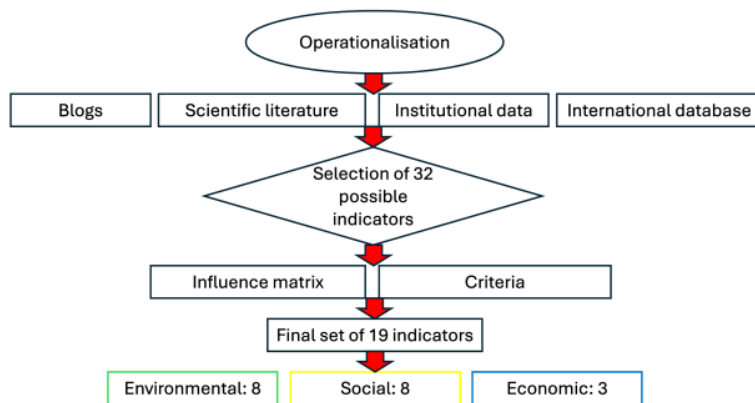 Operationalisation
Blogs
Scientific literature
Institutional data
International database
Selection of 32
possible
indicators
Influence matrix
Criteria
Final set of 19 indicators
Environmental: 8
Social: 8
Economic: 3